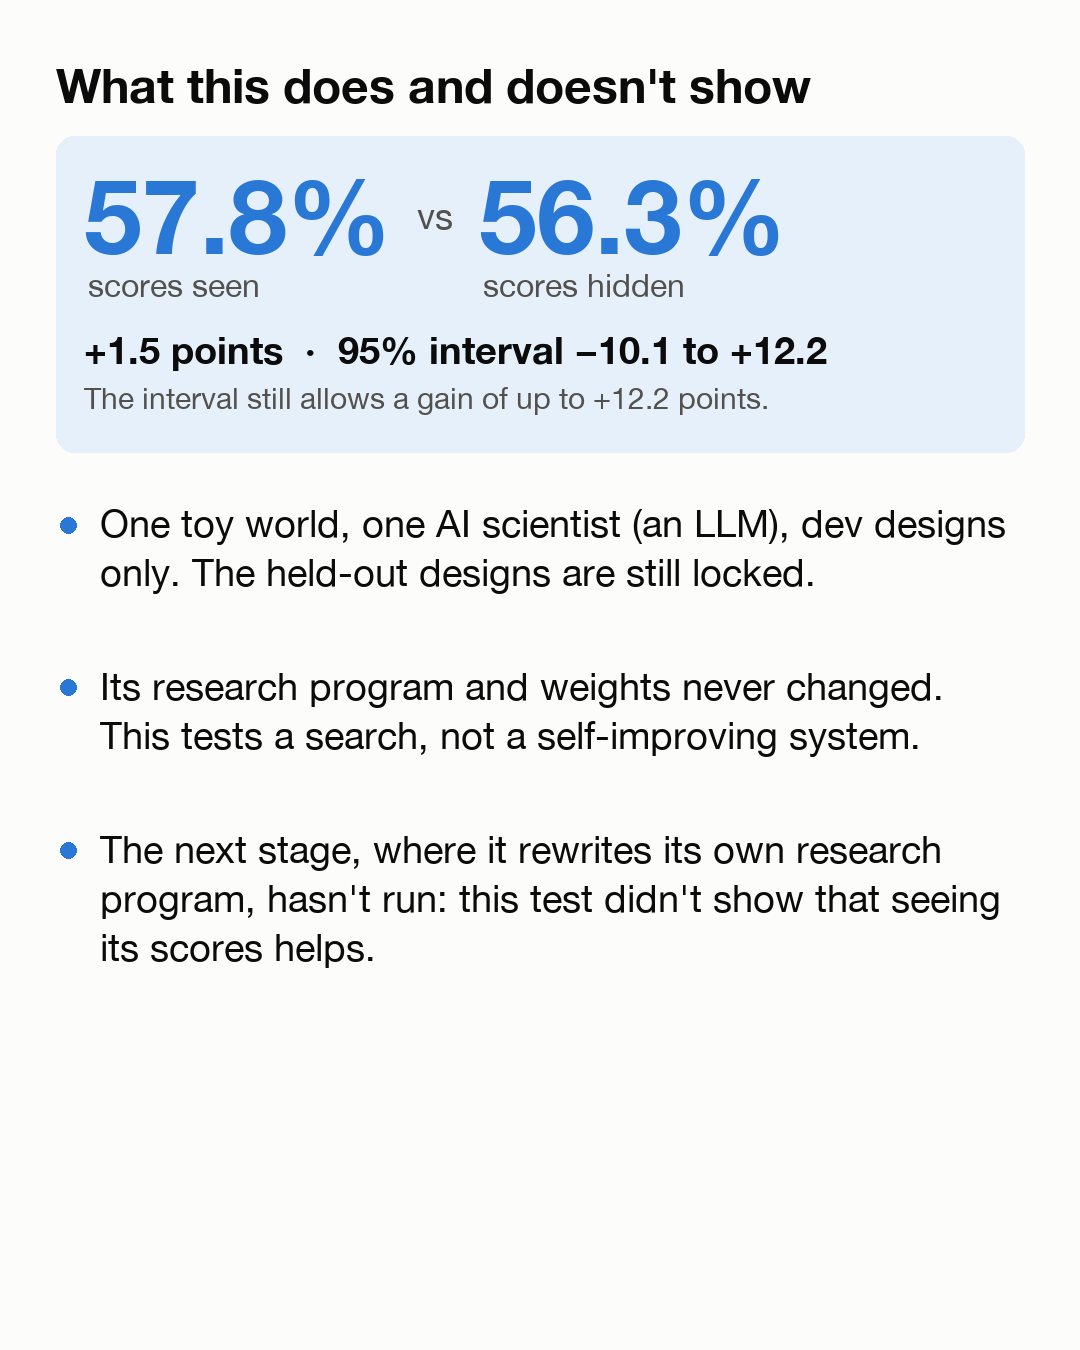 What this does and doesn't show
57.8% vs 56.3%
scores seen scores hidden
+1.5 points · 95% interval −10.1 to +12.2
The interval still allows a gain of up to +12.2 points.
One toy world, one AI scientist (an LLM), dev designs
only. The held-out designs are still locked.
Its research program and weights never changed.
This tests a search, not a self-improving system.
The next stage, where it rewrites its own research
program, hasn't run: this test didn't show that seeing
its scores helps.